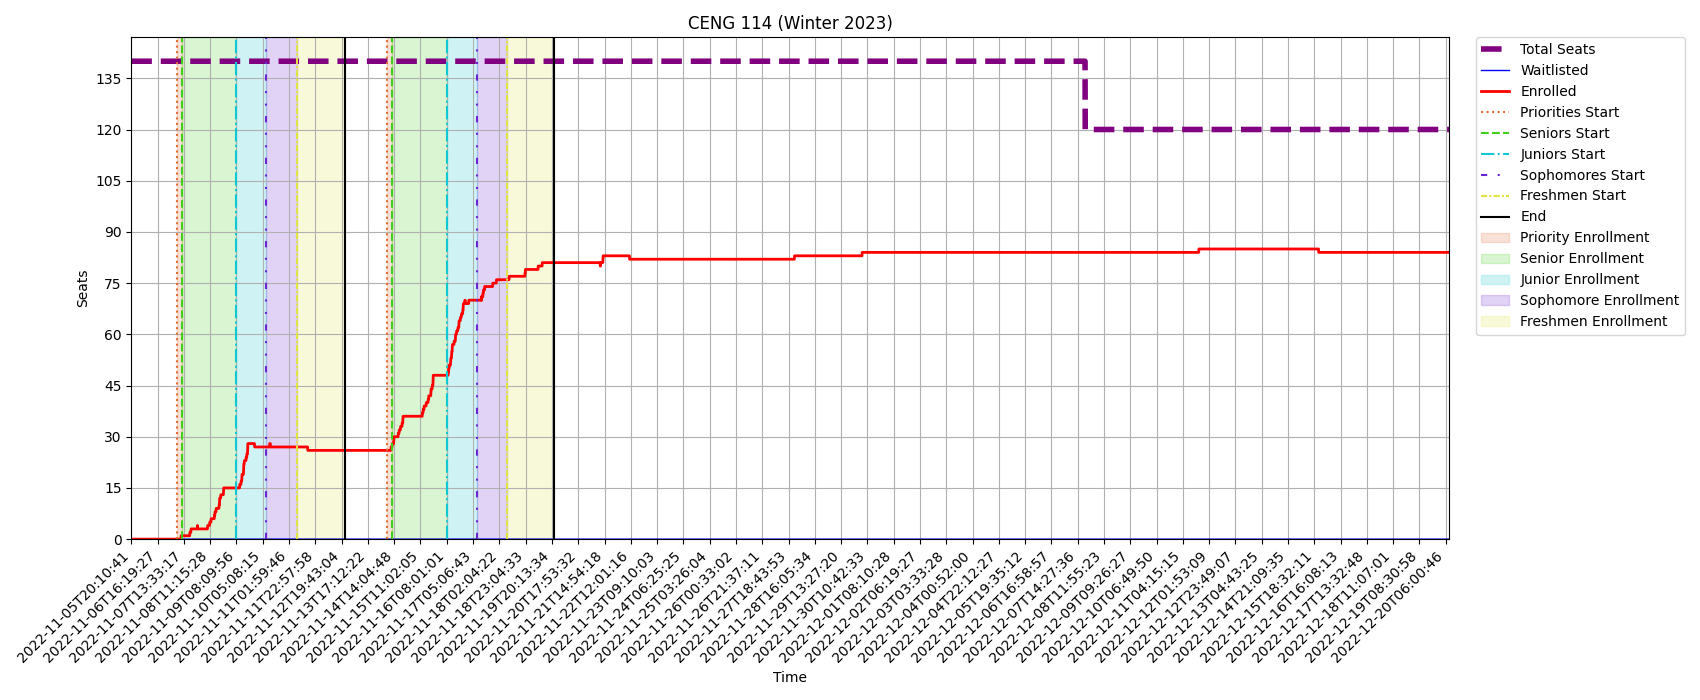 CENG 114 (Winter 2023)
Total Seats
Waitlisted
Enrolled
Priorities Start
Seniors Start
Juniors Start
Sophomores Start
Freshmen Start
End
Priority Enrollment
Senior Enrollment
Junior Enrollment
Sophomore Enrollment
Freshmen Enrollment
Seats
135
120
105
90
75
60
45
30
15
0
2022-11-05T20:10:41
2022-11-06T16:19:27
2022-11-07T13:33:17
2022-11-08T11:15:28
2022-11-09T08:09:56
2022-11-10T05:08:15
2022-11-11T01:59:46
2022-11-11T22:57:58
2022-11-12T19:43:04
2022-11-13T17:12:22
2022-11-14T14:04:48
2022-11-15T11:02:05
2022-11-16T08:01:01
2022-11-17T05:06:43
2022-11-18T02:04:22
2022-11-18T23:04:33
2022-11-19T20:13:34
2022-11-20T17:53:32
2022-11-21T14:54:18
2022-11-22T12:01:16
2022-11-23T09:10:03
2022-11-24T06:25:25
2022-11-25T03:26:04
2022-11-26T00:33:02
2022-11-26T21:37:11
2022-11-27T18:43:53
2022-11-28T16:05:34
2022-11-29T13:27:20
2022-11-30T10:42:33
2022-12-01T08:10:28
2022-12-02T06:19:27
2022-12-03T03:33:28
2022-12-04T00:52:00
2022-12-04T22:12:27
2022-12-05T19:35:12
2022-12-06T16:58:57
2022-12-07T14:27:36
2022-12-08T11:55:23
2022-12-09T09:26:27
2022-12-10T06:49:50
2022-12-11T04:15:15
2022-12-12T01:53:09
2022-12-12T23:49:07
2022-12-13T04:43:25
2022-12-14T21:09:35
2022-12-15T18:32:11
2022-12-16T16:08:13
2022-12-17T13:32:48
2022-12-18T11:07:01
2022-12-19T08:30:58
2022-12-20T06:00:46
Time